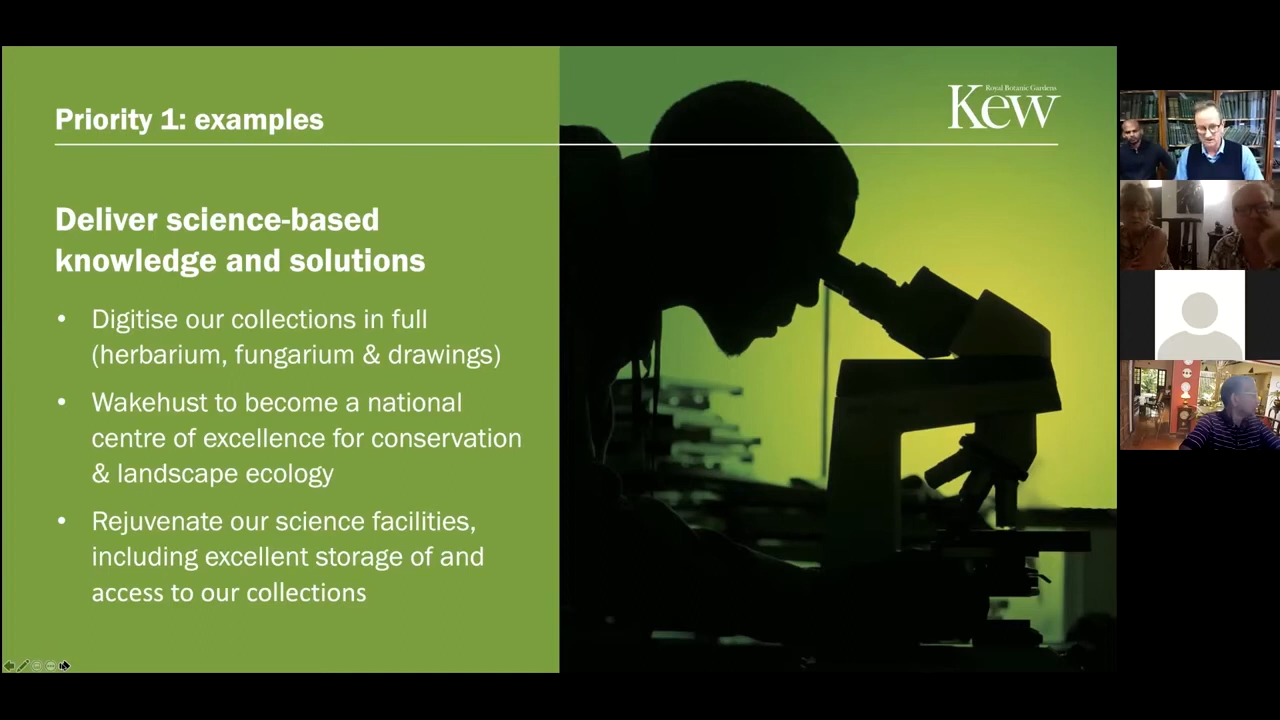 Priority 1: examples
Royal Botanic Gardens
Kew
Deliver science-based
knowledge and solutions
• Digitise our collections in full
(herbarium, fungarium & drawings)
• Wakehust to become a national
centre of excellence for conservation
& landscape ecology
• Rejuvenate our science facilities,
including excellent storage of and
access to our collections